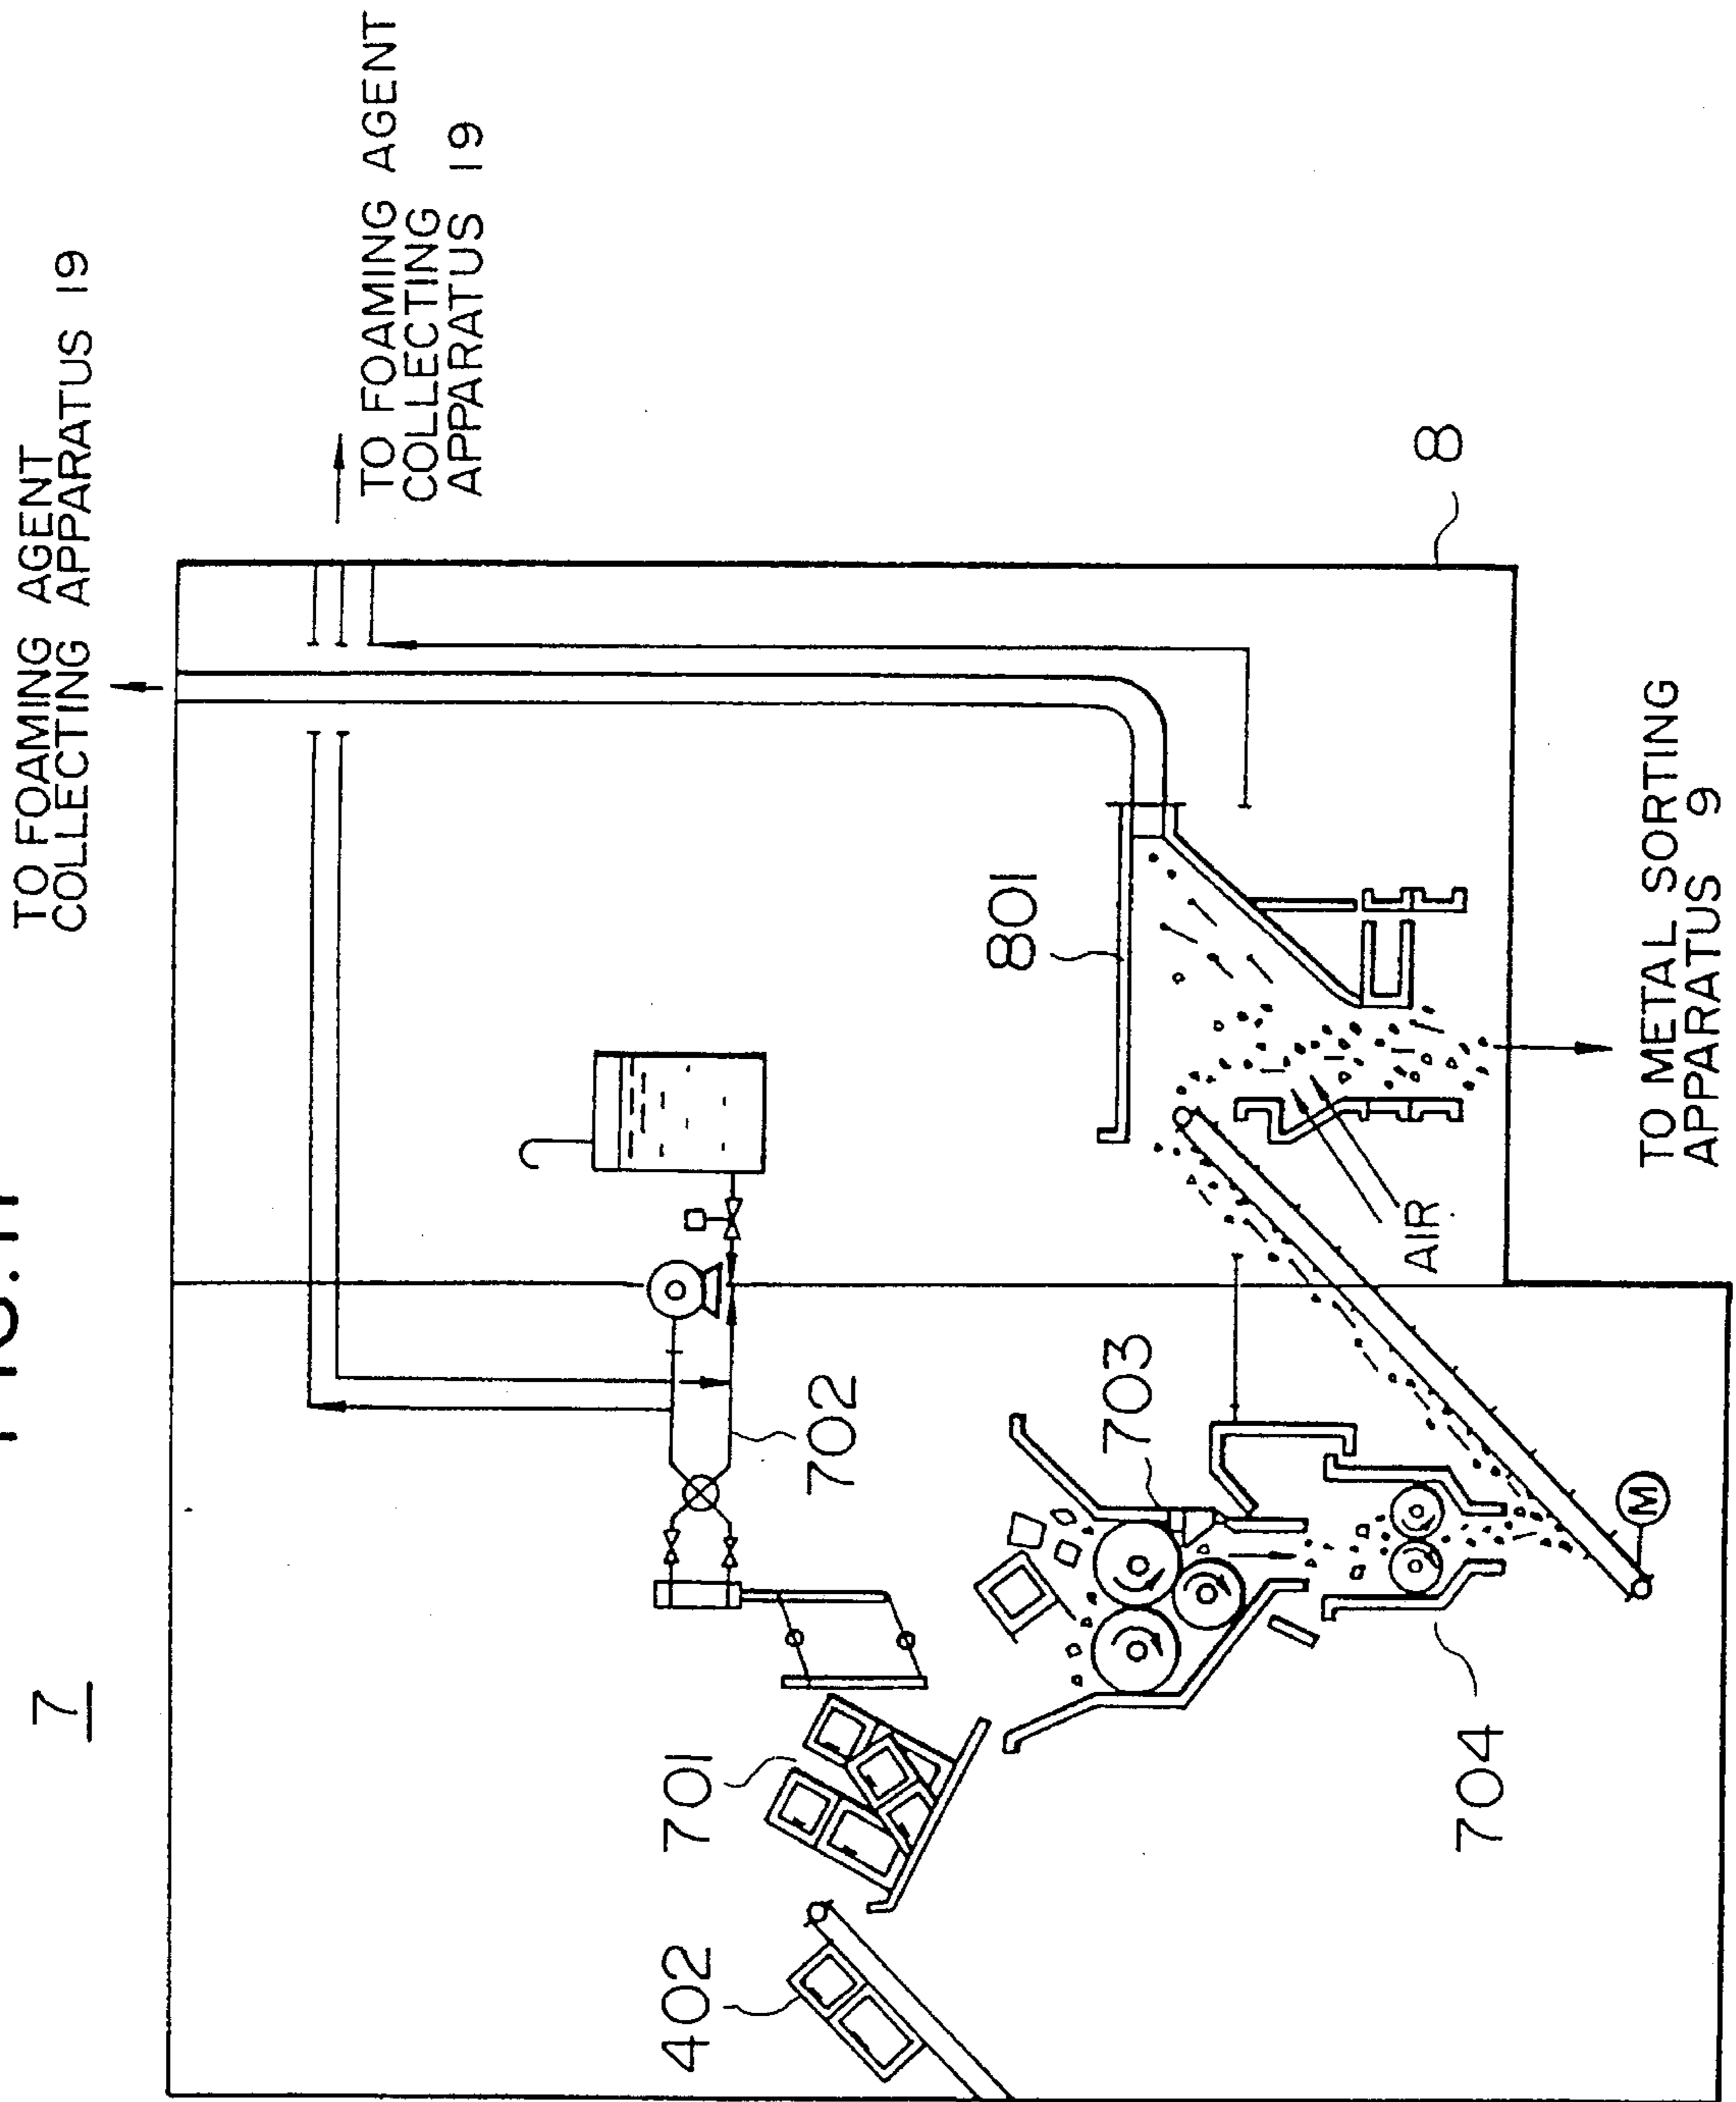 7
TO FOAMING AGENT
COLLECTING APPARATUS 19
TO FOAMING AGENT
COLLECTING
APPARATUS 19
402
701
702
801
703
8
AIR
704
M
TO METAL SORTING
APPARATUS 9